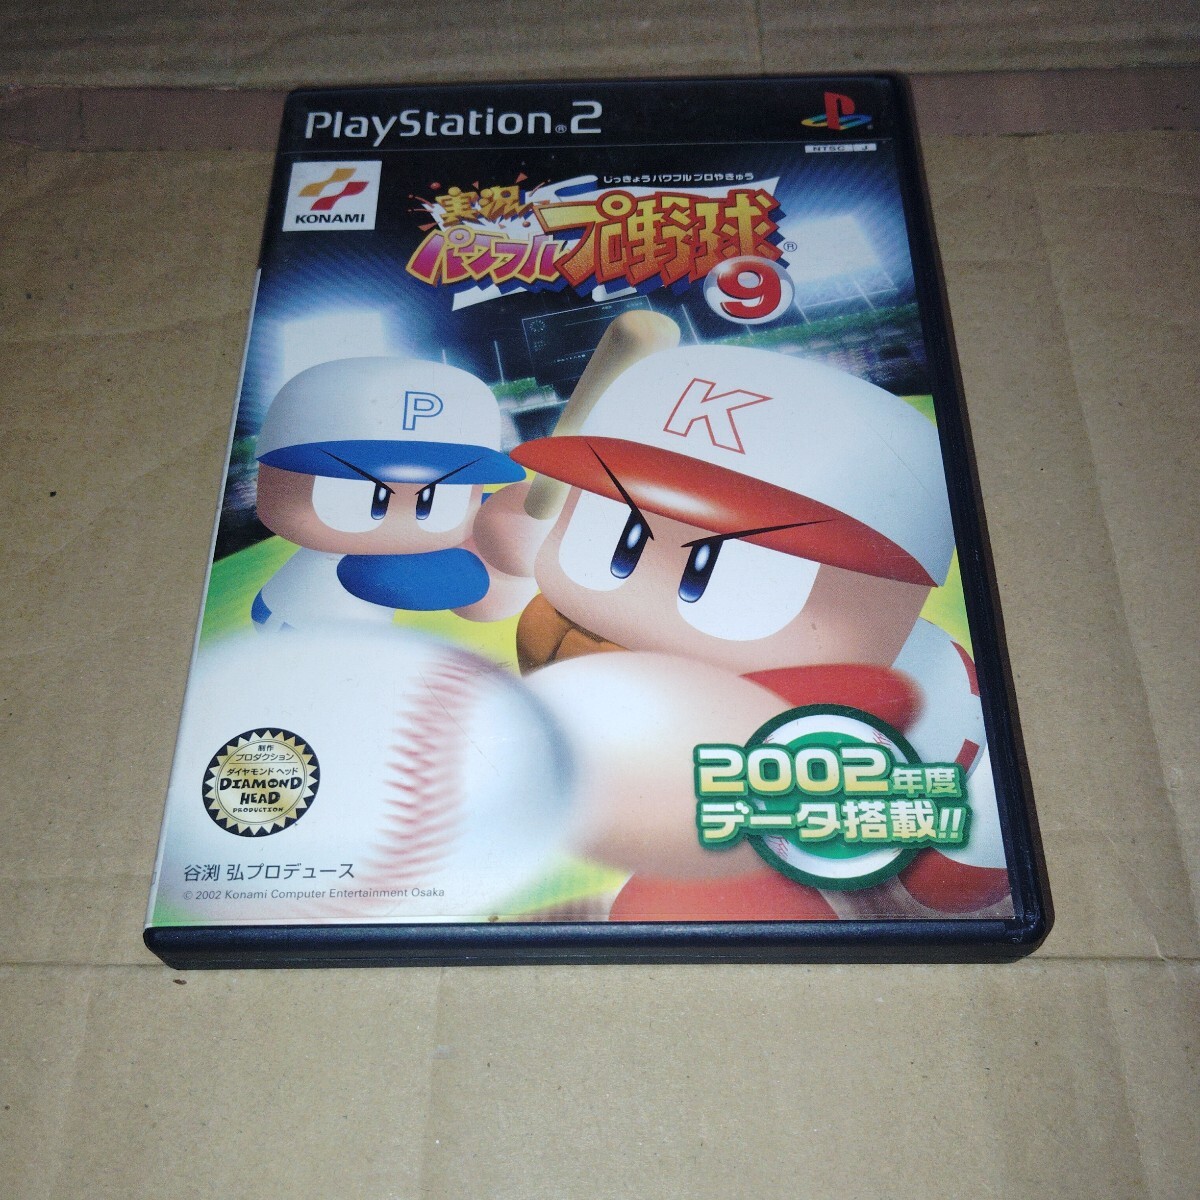 PlayStation®2
NTSC J
KONAMI
じっきょうパワフルプロやきゅう
実況
パワフルプロ野球®
9
P
K
制作
プロダクション
ダイヤモンド ヘッド
DIAMOND
HEAD
PRODUCTION
2002年度
データ搭載!!
谷渕 弘プロデュース
© 2002 Konami Computer Entertainment Osaka